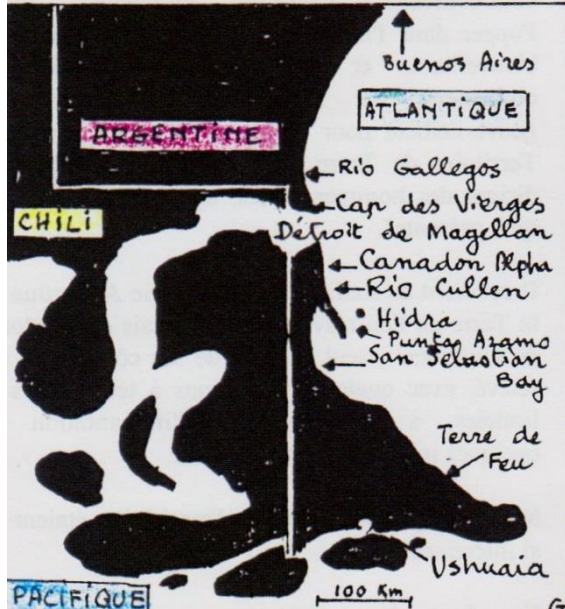 Buenos Aires
ATLANTIQUE
ARGENTINE
Rio Gallegos
CHILI
Cap des Vierges
Détroit de Magellan
Canadon Alpha
Rio Cullen
Hidra
Punta Azamo
San Sebastian
Bay
Terre de
Feu
Ushuaia
PACIFIQUE
100 Km